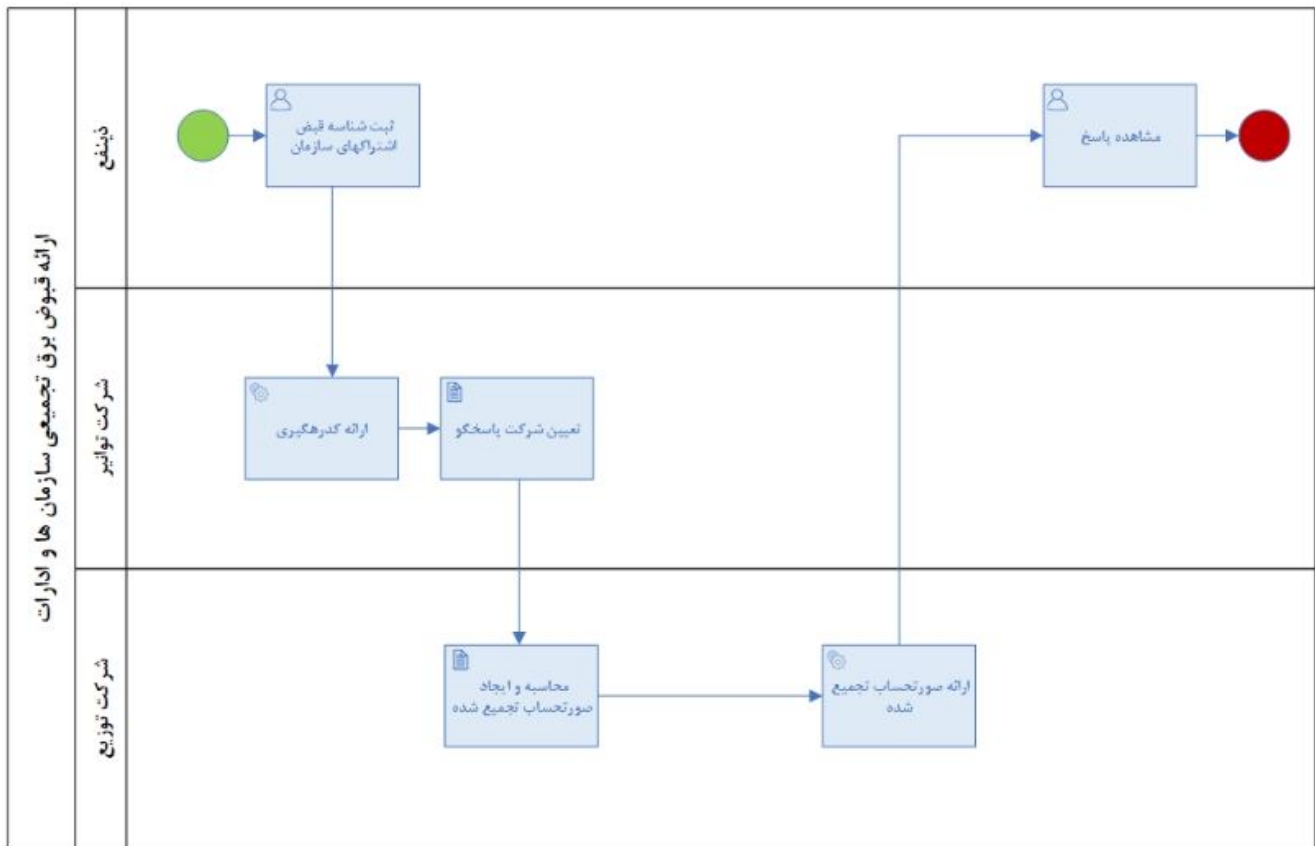 ارائه قبوض برق تجمیعی سازمان ها و ادارات
ذینفع
ثبت شناسه قبض
اشتراکهای سازمان
مشاهده پاسخ
شرکت توانیر
ارائه کدرهگیری
تعیین شرکت پاسخگو
شرکت توزیع
محاسبه و ایجاد
صورتحساب تجمیع شده
ارائه صورتحساب تجمیع
شده